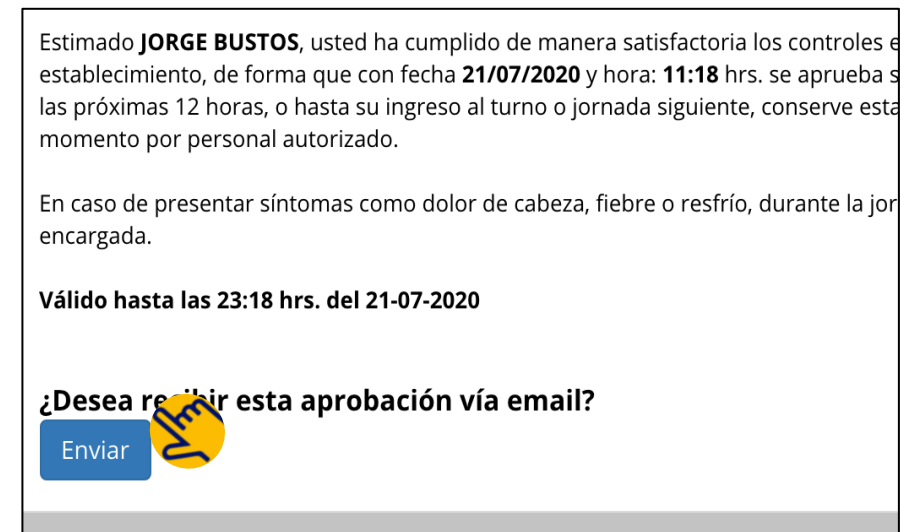 Estimado JORGE BUSTOS, usted ha cumplido de manera satisfactoria los controles e
establecimiento, de forma que con fecha 21/07/2020 y hora: 11:18 hrs. se aprueba s
las próximas 12 horas, o hasta su ingreso al turno o jornada siguiente, conserve esta
momento por personal autorizado.
En caso de presentar síntomas como dolor de cabeza, fiebre o resfrío, durante la jor
encargada.
Válido hasta las 23:18 hrs. del 21-07-2020
¿Desea recibir esta aprobación vía email?
Enviar